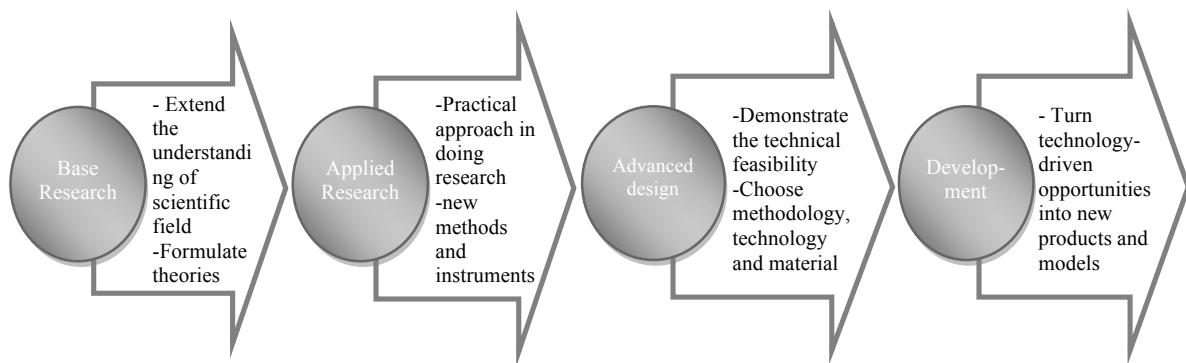 Base
Research
- Extend
the
understandi
ng of
scientific
field
-Formulate
theories
Applied
Research
-Practical
approach in
doing
research
-new
methods
and
instruments
Advanced
design
-Demonstrate
the technical
feasibility
-Choose
methodology,
technology
and material
Develop-
ment
- Turn
technology-
driven
opportunities
into new
products and
models